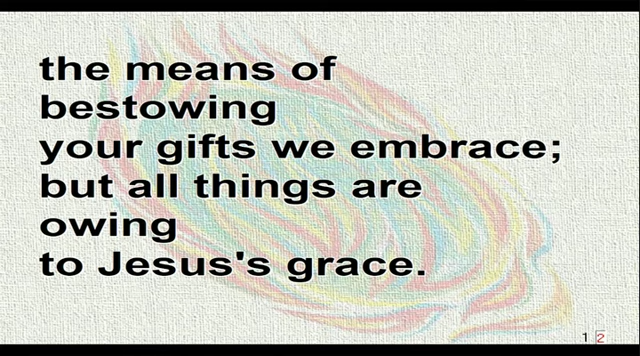 the means of
bestowing
your gifts we embrace;
but all things are
owing
to Jesus's grace.
1 2